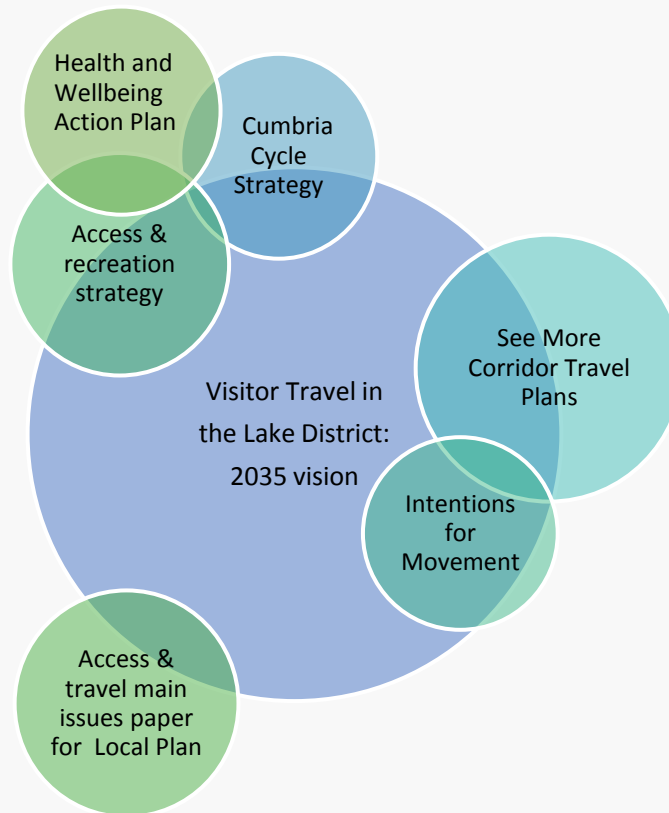 Health and
Wellbeing
Action Plan
Cumbria
Cycle
Strategy
Access &
recreation
strategy
See More
Corridor Travel
Plans
Visitor Travel in
the Lake District:
2035 vision
Intentions
for
Movement
Access &
travel main
issues paper
for Local Plan